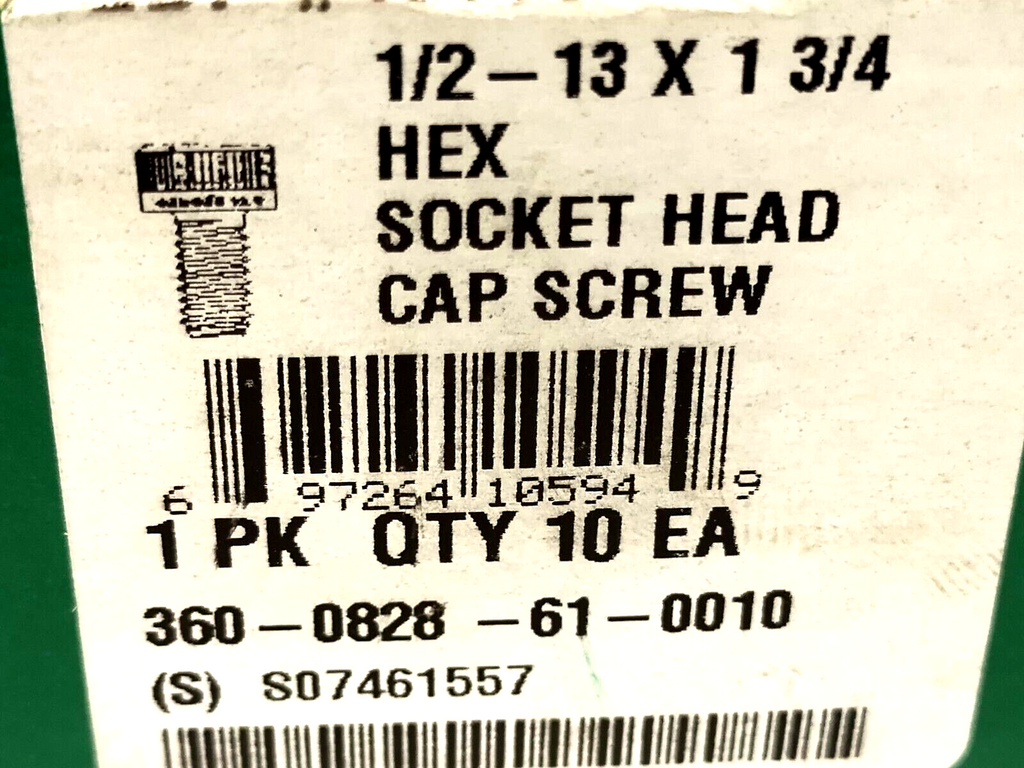 1/2-13 X 1 3/4
HEX
SOCKET HEAD
CAP SCREW
6 97264 10594 9
1 PK QTY 10 EA
360-0828-61-0010
(S) S07461557